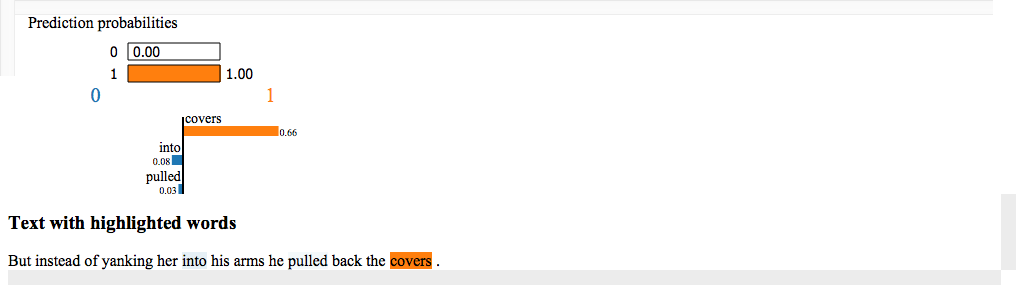 Prediction probabilities
0 0.00
1 1.00
0 1
covers
0.66
into
0.08
pulled
0.03
Text with highlighted words
But instead of yanking her into his arms he pulled back the covers .